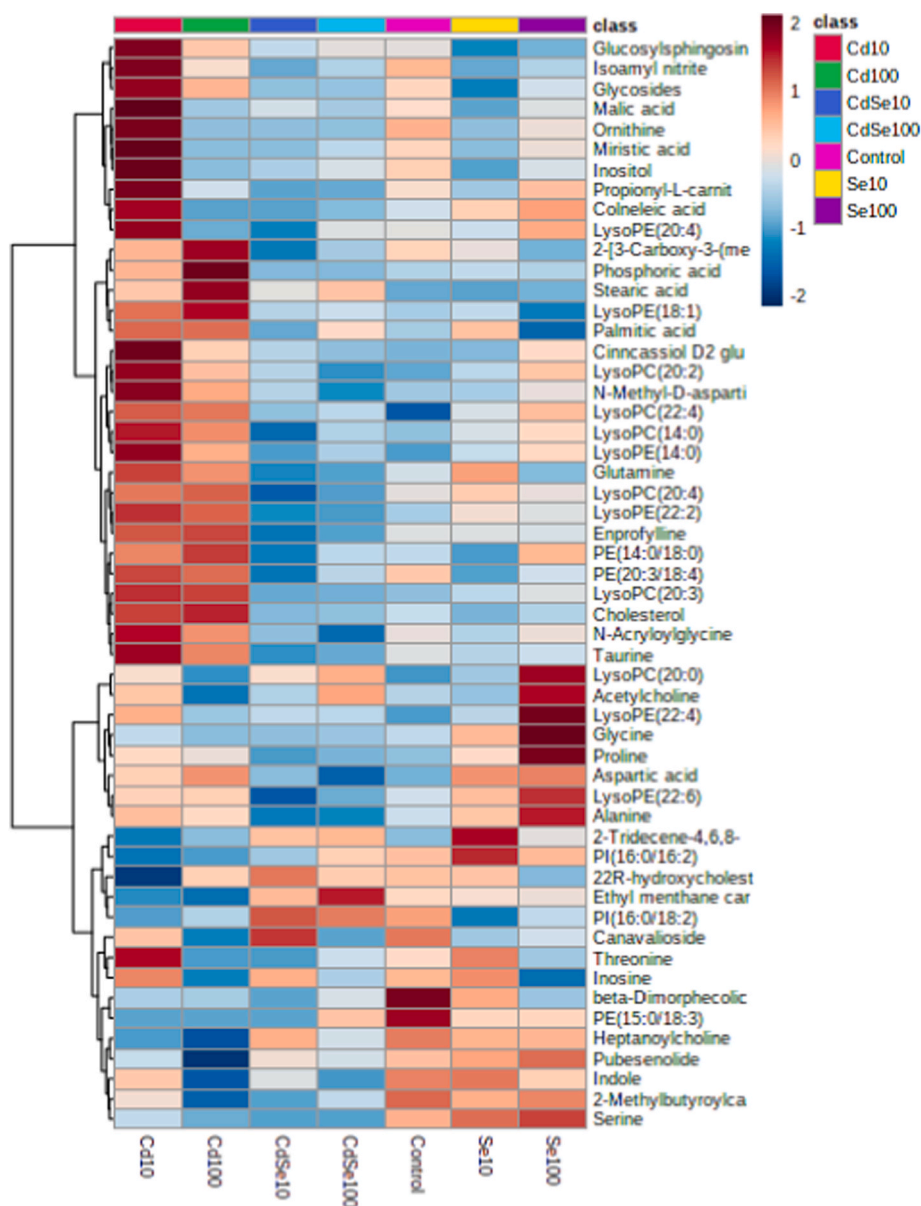 class
Glucosylsphingosin
Isoamyl nitrite
Glycosides
Malic acid
Ornithine
Miristic acid
Inositol
Propionyl-L-carnit
Colneleic acid
LysoPE(20:4)
2-[3-Carboxy-3-(me
Phosphoric acid
Stearic acid
LysoPE(18:1)
Palmitic acid
Cinncassiol D2 glu
LysoPC(20:2)
N-Methyl-D-asparti
LysoPC(22:4)
LysoPC(14:0)
LysoPE(14:0)
Glutamine
LysoPC(20:4)
LysoPE(22:2)
Enprofylline
PE(14:0/18:0)
PE(20:3/18:4)
LysoPC(20:3)
Cholesterol
N-Acryloylglycine
Taurine
LysoPC(20:0)
Acetylcholine
LysoPE(22:4)
Glycine
Proline
Aspartic acid
LysoPE(22:6)
Alanine
2-Tridecene-4,6,8-
PI(16:0/16:2)
22R-hydroxycholest
Ethyl menthane car
PI(16:0/18:2)
Canavalioside
Threonine
Inosine
beta-Dimorphecolic
PE(15:0/18:3)
Heptanoylcholine
Pubesenolide
Indole
2-Methylbutyroylca
Serine
Cd10
Cd100
CdSe10
CdSe100
Control
Se10
Se100
2
1
0
-1
-2
class
Cd10
Cd100
CdSe10
CdSe100
Control
Se10
Se100